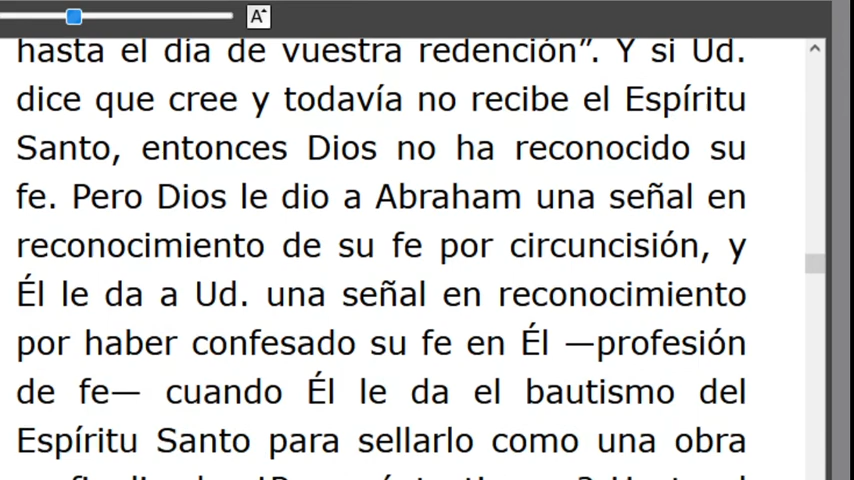 A
hasta el día de vuestra redención”. Y si Ud.
dice que cree y todavía no recibe el Espíritu
Santo, entonces Dios no ha reconocido su
fe. Pero Dios le dio a Abraham una señal en
reconocimiento de su fe por circuncisión, y
Él le da a Ud. una señal en reconocimiento
por haber confesado su fe en Él —profesión
de fe— cuando Él le da el bautismo del
Espíritu Santo para sellarlo como una obra